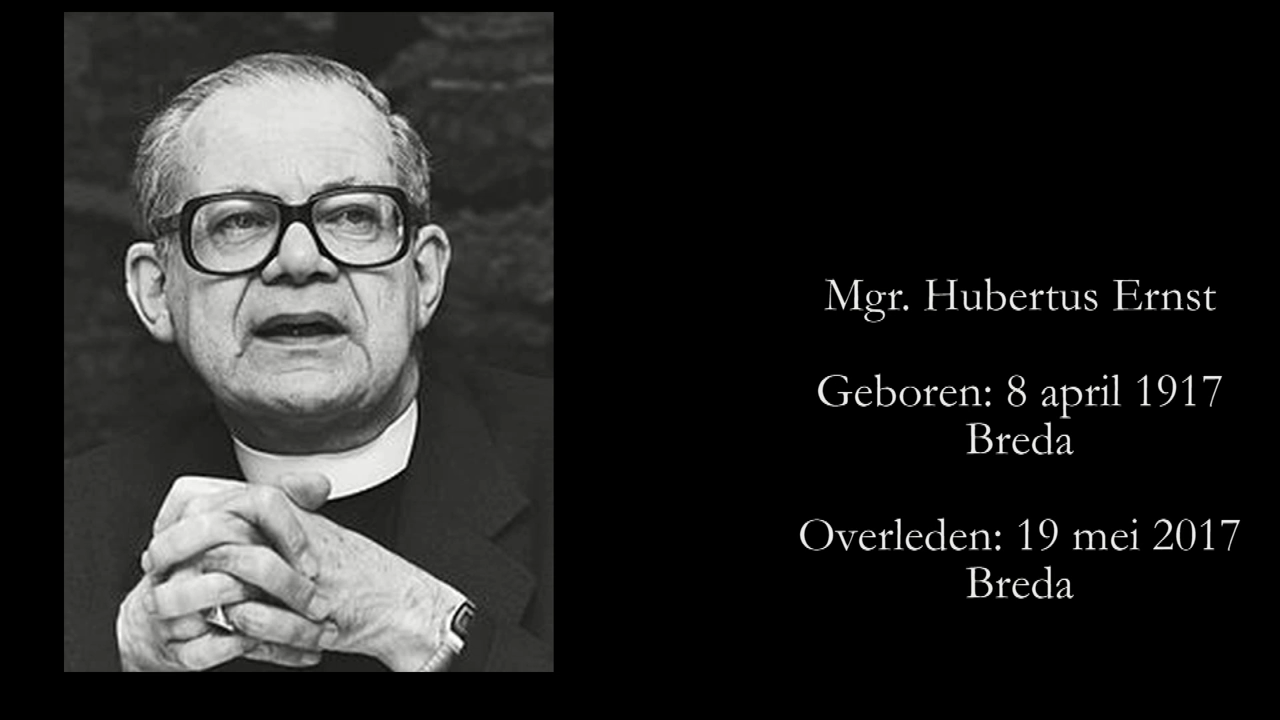 Mgr. Hubertus Ernst
Geboren: 8 april 1917
Breda
Overleden: 19 mei 2017
Breda